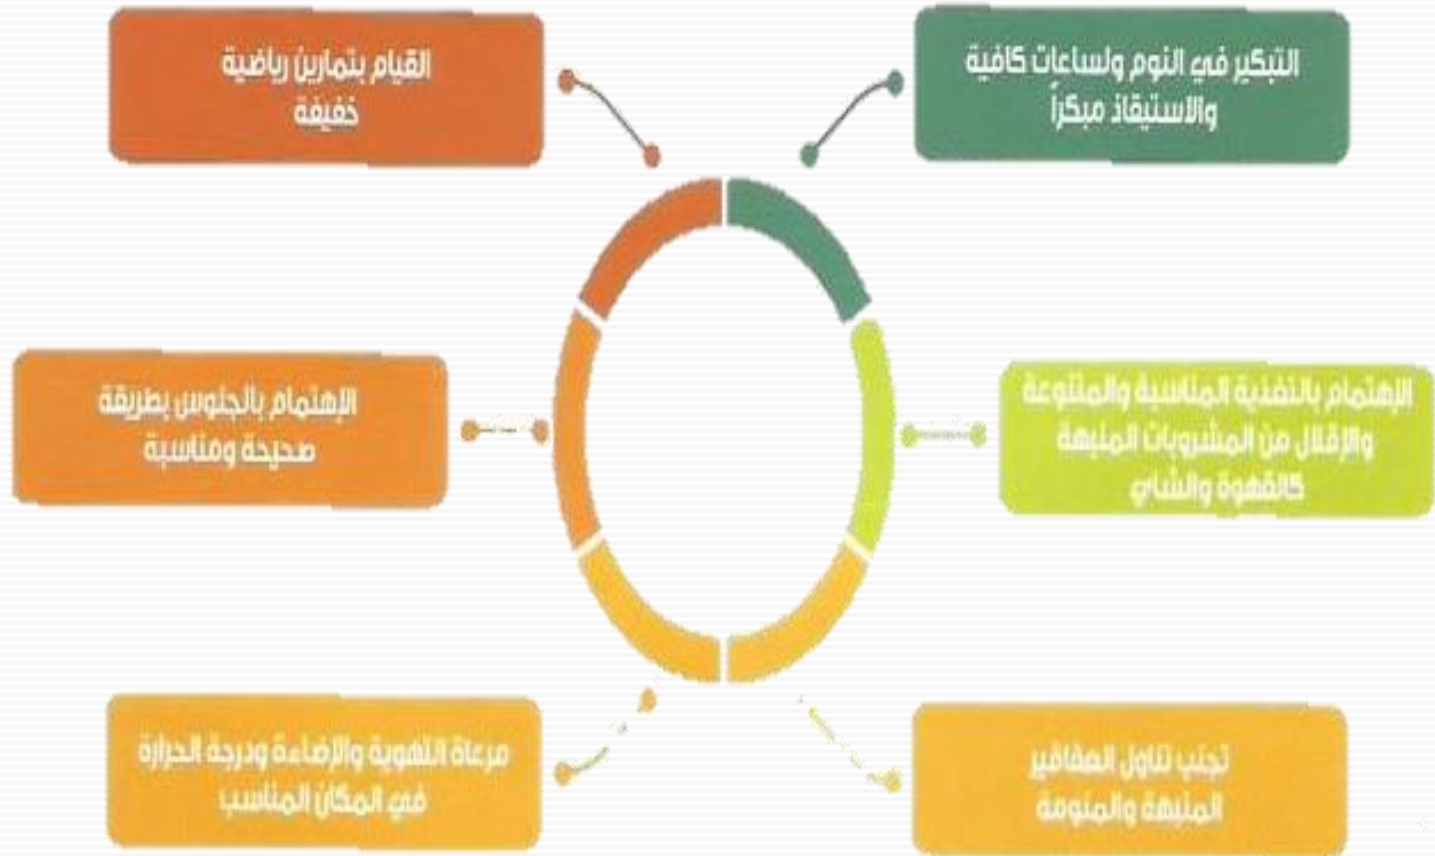 التبكير في النوم ولساعات كافية
والاستيقاذ مبكراً
القيام بتمارين رياضية
خفيفة
الإهتمام بالتغذية المناسبة والمتنوعة
والإقلال من المشروبات المنبهة
كالقهوة والشاي
الإهتمام بالجلوس بطريقة
صحيحة ومناسبة
تجنب تناول العقاقير
المنبهة والمنومة
مرعاة التهوية والإضاءة ودرجة الحرارة
في المكان المناسب